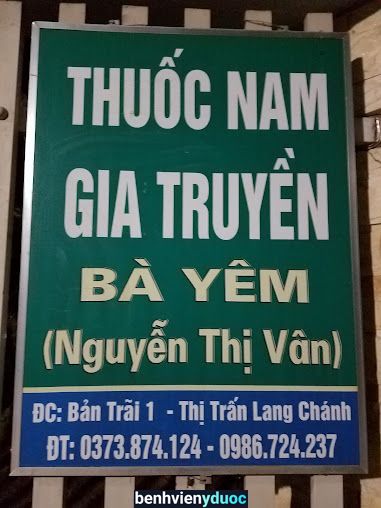 THUỐC NAM
GIA TRUYỀN
BÀ YÊM
(Nguyễn Thị Vân)
ĐC: Bản Trãi 1 - Thị Trấn Lang Chánh
ĐT: 0373.874.124 - 0986.724.237
benhvienyduoc